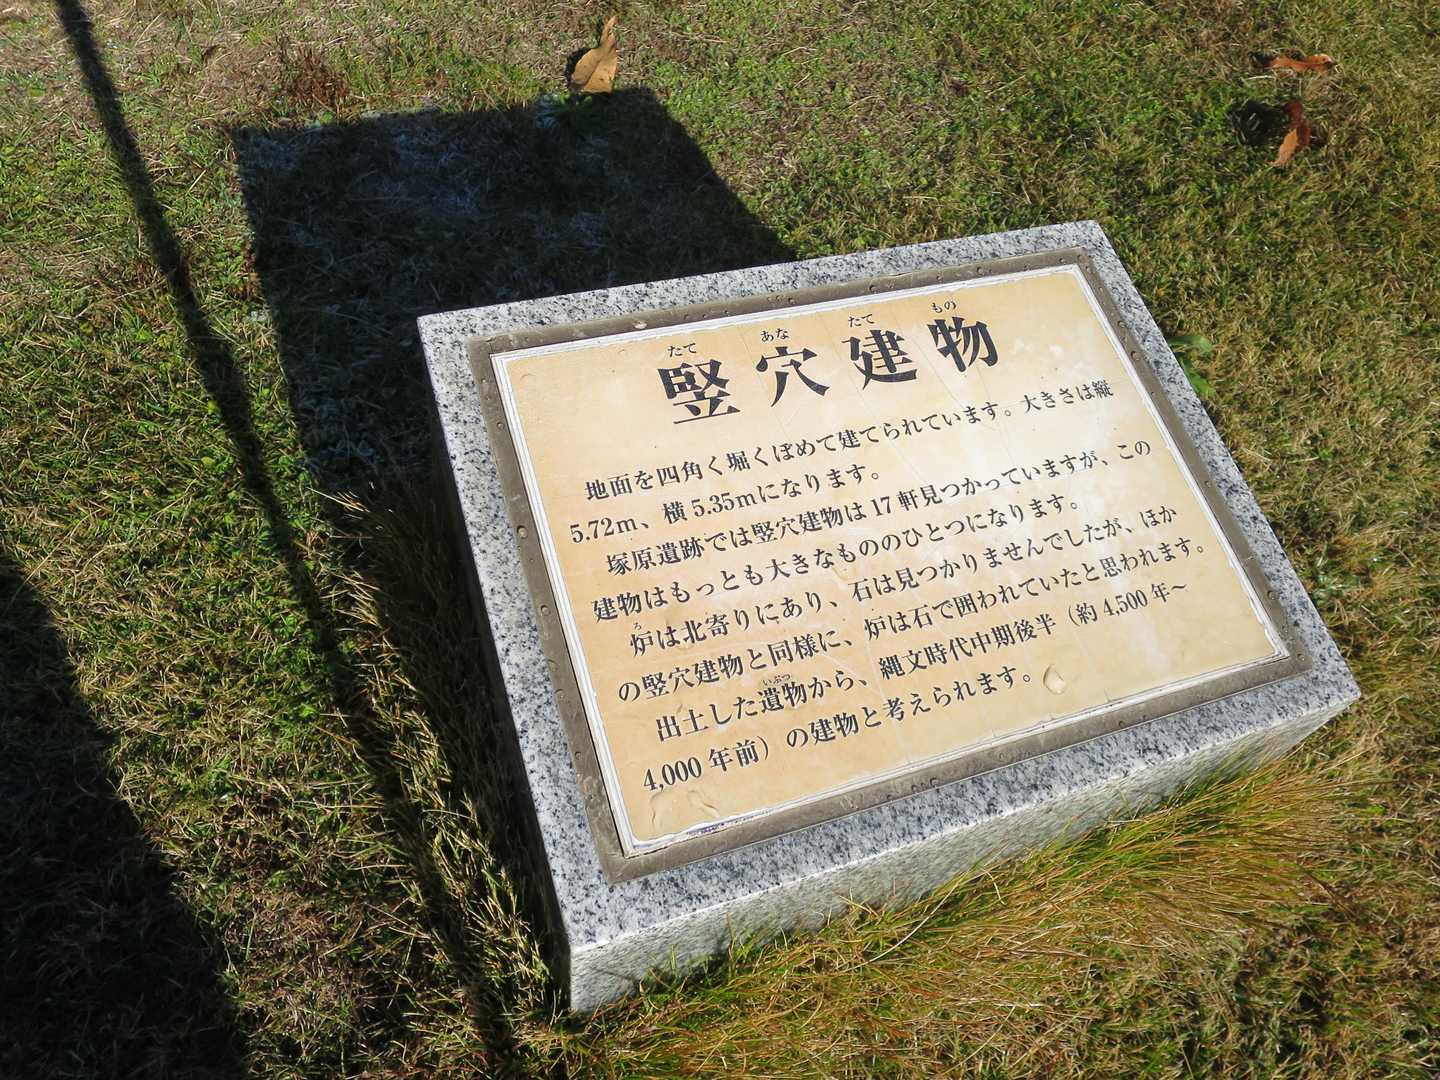 竪穴建物
地面を四角く堀くぼめて建てられています。大きさは縦
5.72m、横5.35mになります。
塚原遺跡では竪穴建物は17軒見つかっていますが、この
建物はもっとも大きなもののひとつになります。
炉は北寄りにあり、石は見つかりませんでしたが、ほか
の竪穴建物と同様に、炉は石で囲われていたと思われます。
出土した遺物から、縄文時代中期後半（約4,500年～
4,000年前）の建物と考えられます。